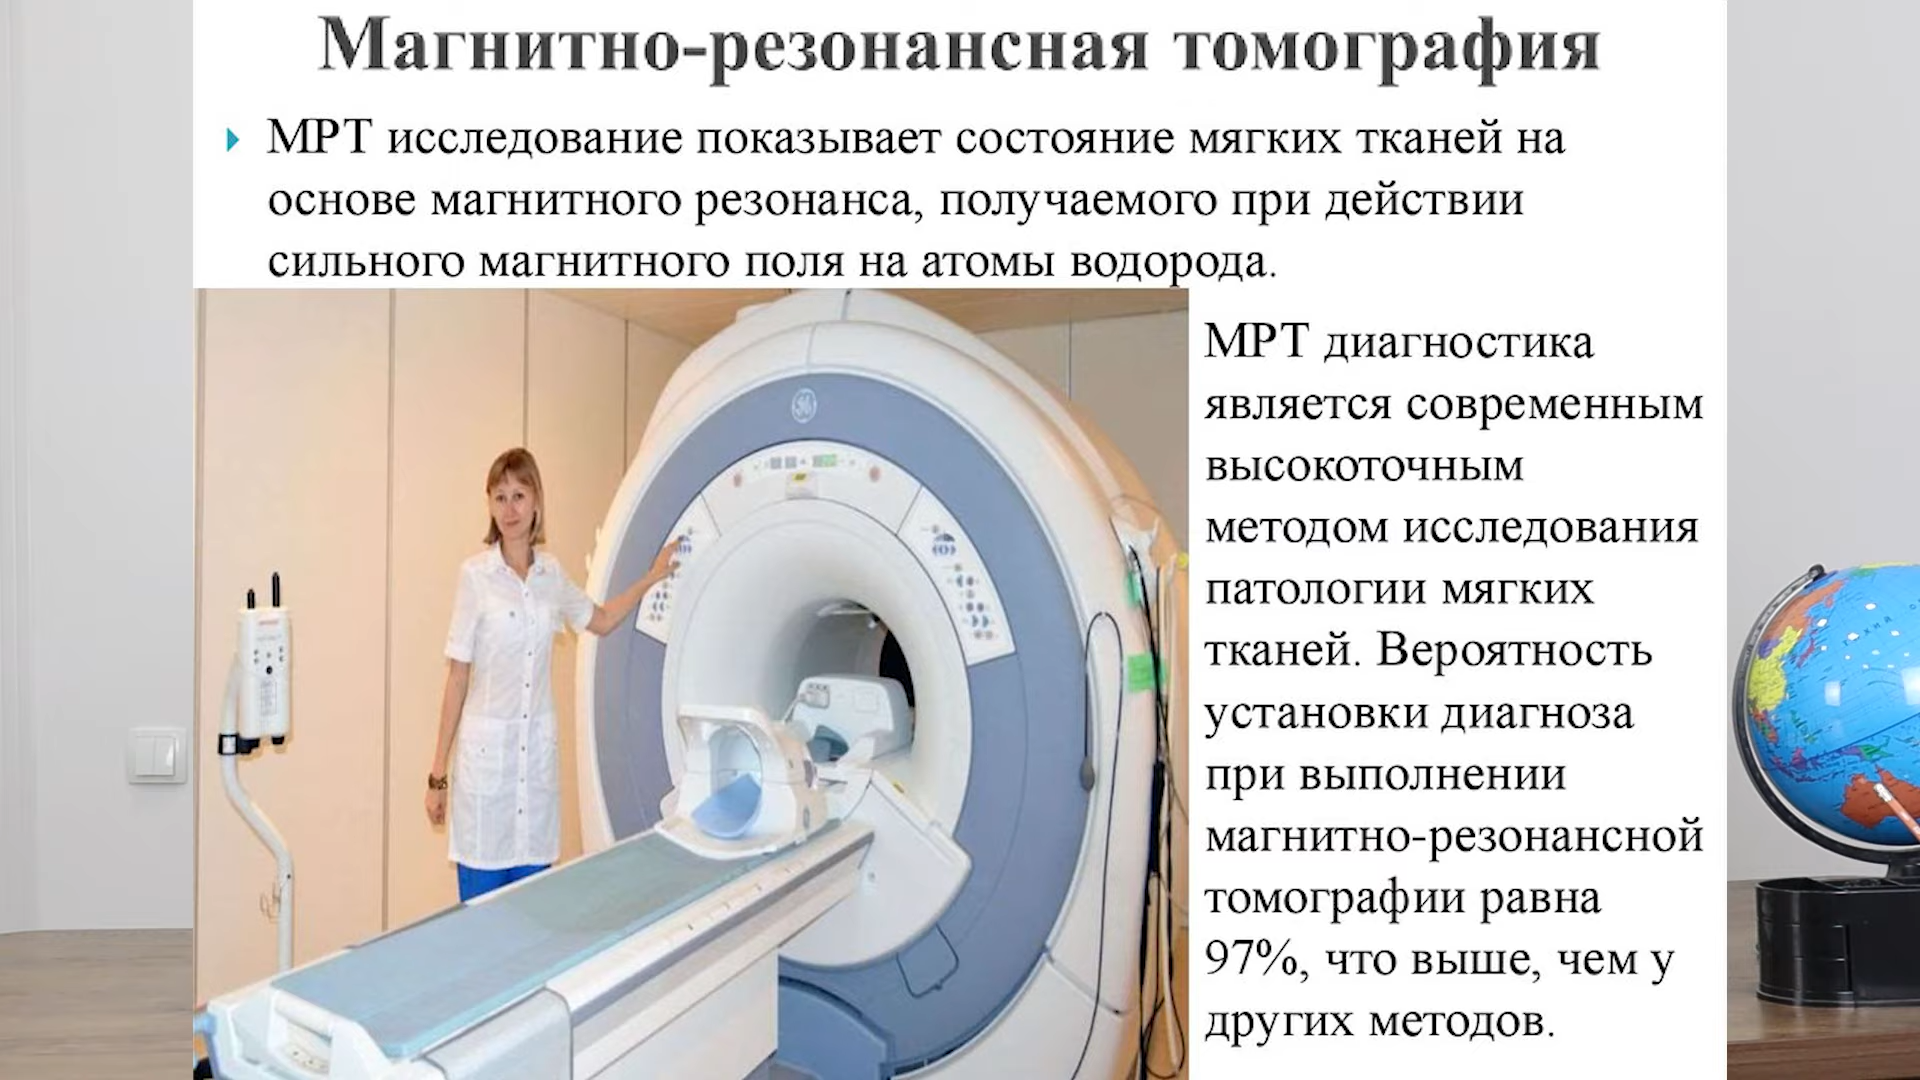 Магнитно-резонансная томография
МРТ исследование показывает состояние мягких тканей на
основе магнитного резонанса, получаемого при действии
сильного магнитного поля на атомы водорода.
МРТ диагностика
является современным
высокоточным
методом исследования
патологии мягких
тканей. Вероятность
установки диагноза
при выполнении
магнитно-резонансной
томографии равна
97%, что выше, чем у
других методов.